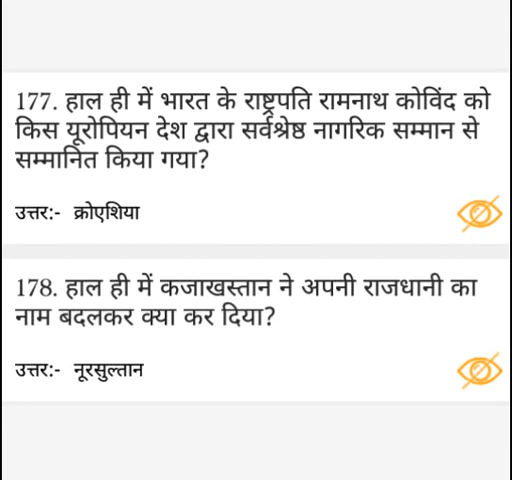 177. हाल ही में भारत के राष्ट्रपति रामनाथ कोविंद को
किस यूरोपियन देश द्वारा सर्वश्रेष्ठ नागरिक सम्मान से
सम्मानित किया गया?
उत्तर:- क्रोएशिया
178. हाल ही में कजाखस्तान ने अपनी राजधानी का
नाम बदलकर क्या कर दिया?
उत्तर:- नूरसुल्तान